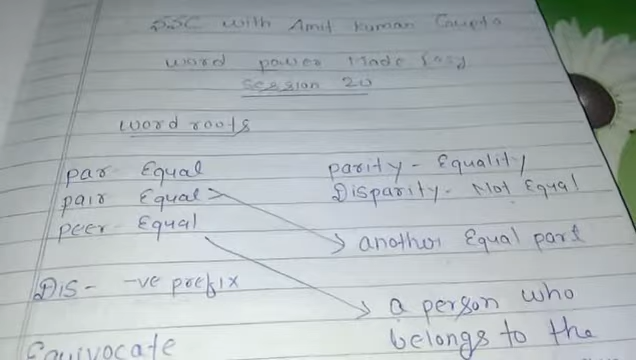 SSC with Amit Kumar Gupta
word power Made Easy
Session 20
word roots
par Equal
parity - Equality
pair Equal
Disparity - Not Equal
peer Equal
another Equal part
Dis- -ve prefix
a person who
belongs to the
Equivocate